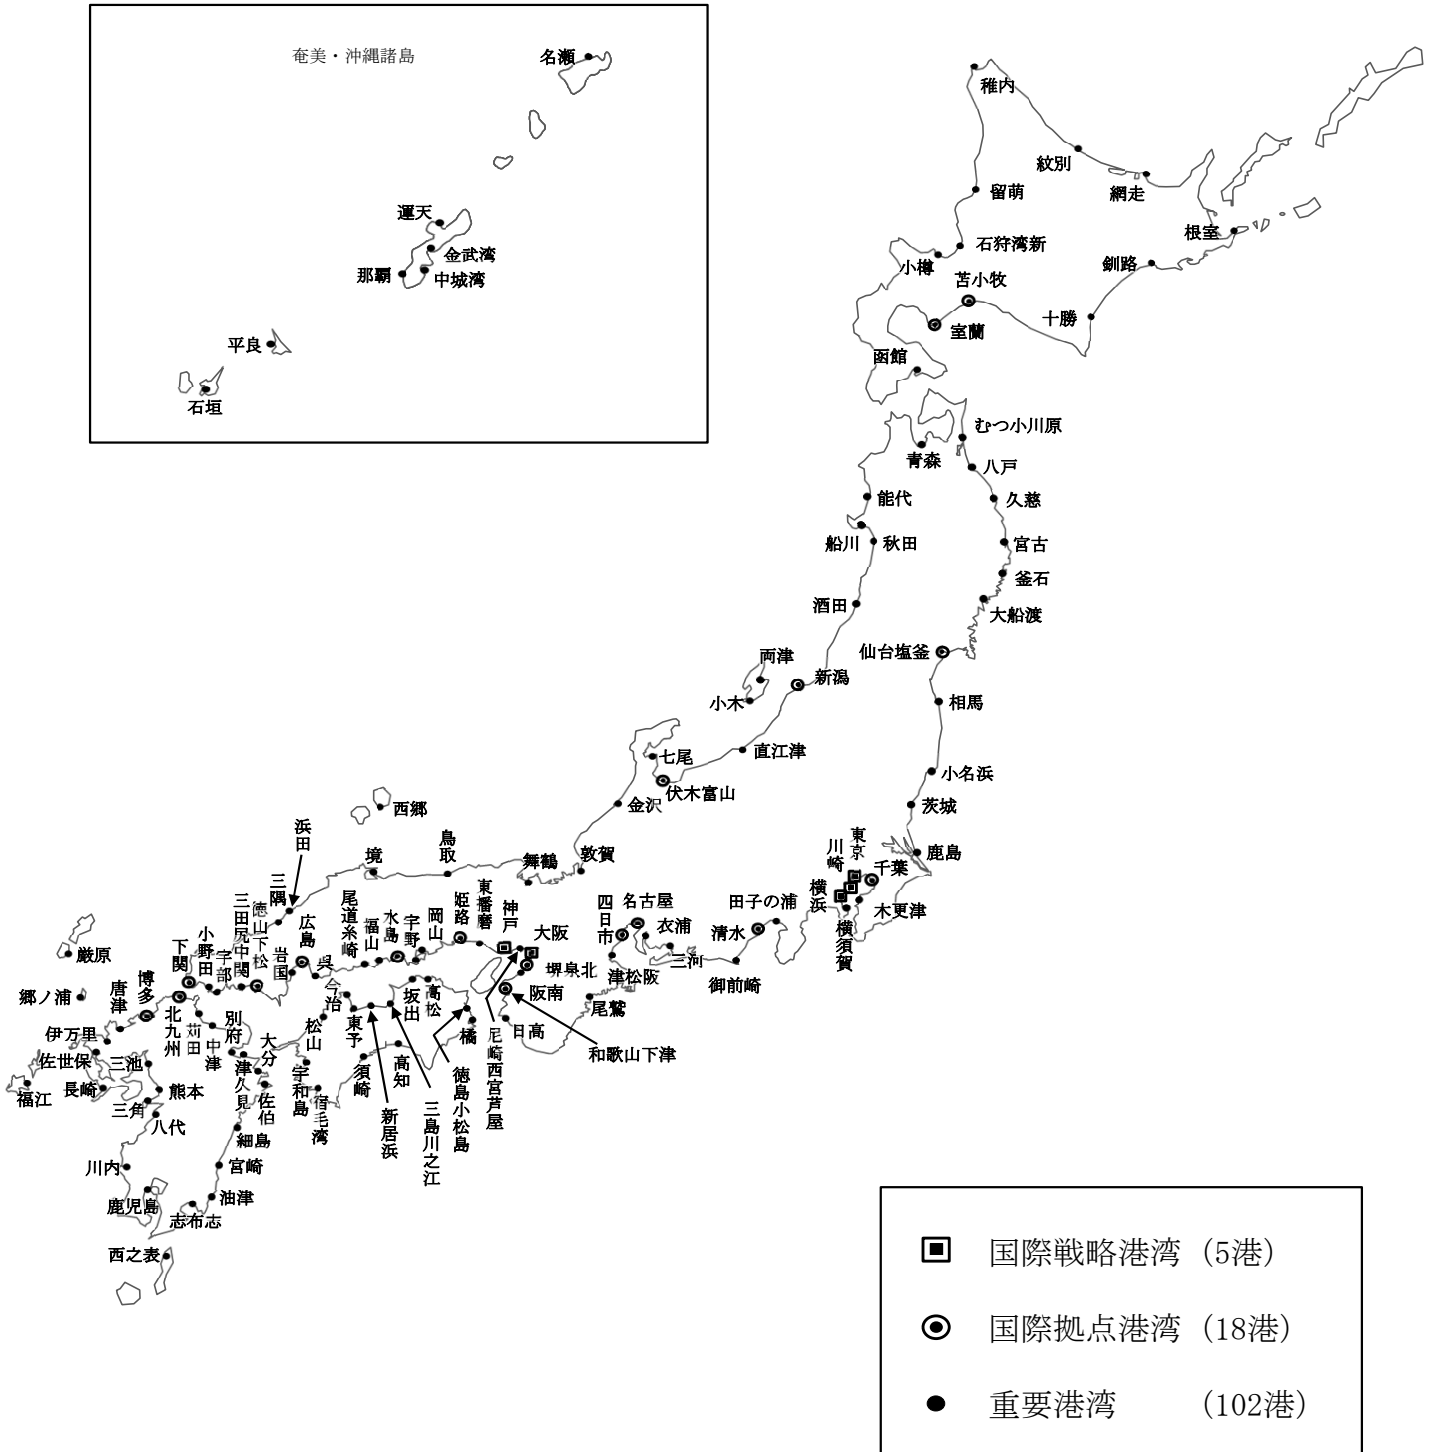 奄美・沖縄諸島
名瀬
運天
金武湾
那覇
中城湾
平良
石垣
稚内
紋別
網走
留萌
根室
石狩湾新
小樽
釧路
苫小牧
十勝
室蘭
函館
むつ小川原
青森
八戸
能代
久慈
船川
秋田
宮古
釜石
酒田
大船渡
仙台塩釜
両津
新潟
小木
相馬
直江津
七尾
小名浜
伏木富山
金沢
茨城
西郷
鹿島
東京
川崎
千葉
横浜
木更津
横須賀
田子の浦
清水
御前崎
三河
衣浦
名古屋
四日市
津松阪
尾鷲
敦賀
舞鶴
鳥取
境
浜田
三隅
広島
呉
尾道糸崎
福山
水島
宇野
岡山
姫路
東播磨
神戸
大阪
堺泉北
阪南
日高
和歌山下津
尼崎西宮芦屋
徳島小松島
橘
高松
坂出
三島川之江
新居浜
東予
今治
松山
宇和島
宿毛湾
須崎
高知
岩国
徳山下松
三田尻中関
宇部
小野田
下関
北九州
博多
唐津
厳原
郷ノ浦
伊万里
佐世保
長崎
福江
苅田
中津
別府
大分
津久見
佐伯
三池
熊本
三角
八代
細島
川内
宮崎
鹿児島
油津
志布志
西之表
国際戦略港湾 (5港)
国際拠点港湾 (18港)
重要港湾 (102港)